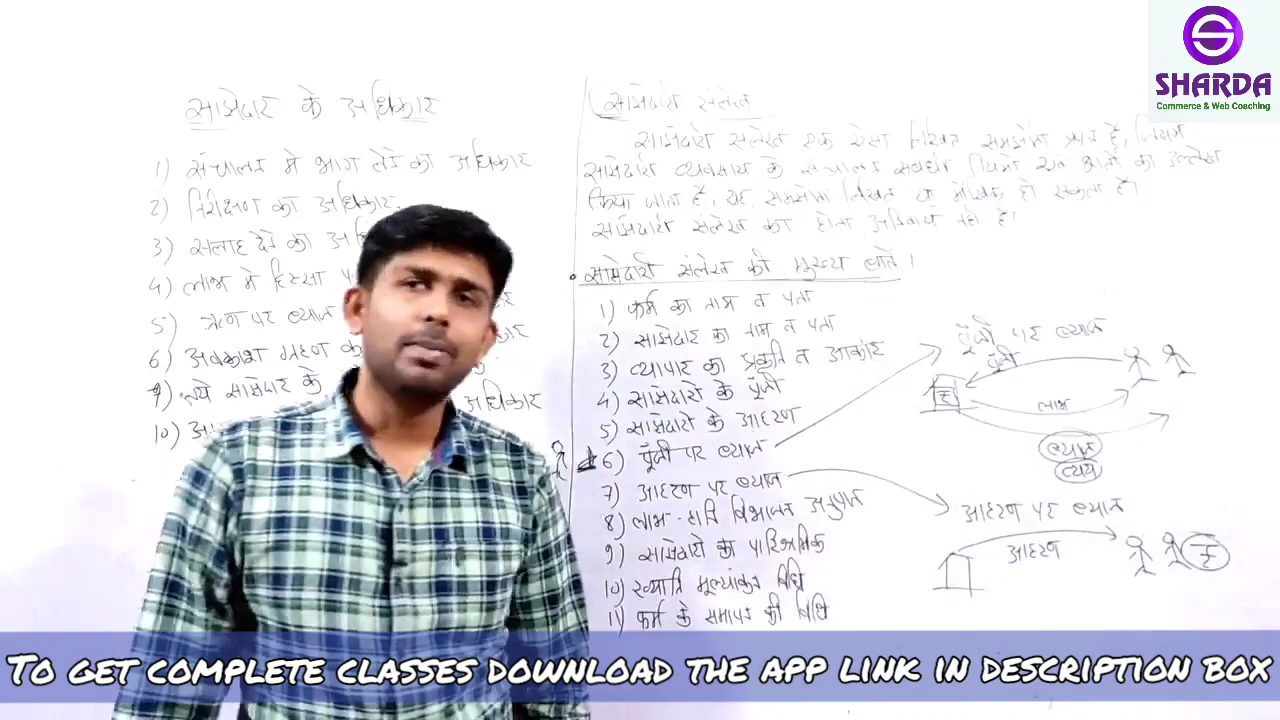 साझेदार के अधिकार
1) संचालन में भाग लेने का अधिकार
2) निरीक्षण का अधिकार
3) सलाह देने का
4) लाभ में हिस्सा
5) ऋण पर ब्याज
6) अवकाश ग्रहण
9) नये साझेदार के
अधिकार
10)
साझेदारी संलेख
साझेदारी संलेख एक ऐसा लिखित समझौता पत्र है, जिसमें
साझेदारी व्यवसाय के संचालन संबंधी नियमों एवं शर्तों का उल्लेख
किया जाता है, यह समझौता लिखित या मौखिक हो सकता है।
साझेदारी संलेख का होना अनिवार्य नहीं है।
साझेदारी संलेख की मुख्य बातें।
1) फर्म का नाम व पता
2) साझेदार का नाम व पता
3) व्यापार का प्रकृति व आकार
4) साझेदारों के पूँजी
5) साझेदारों के आहरण
6) पूँजी पर ब्याज
7) आहरण पर ब्याज
8) लाभ-हानि विभाजन अनुपात
9) साझेदारों का पारिश्रमिक
10) ख्याति मूल्यांकन विधि
11) फर्म के समापन की विधि
पूँजी पर ब्याज
पूँजी
₹
लाभ
ब्याज
व्यय
आहरण पर ब्याज
आहरण
₹
S
SHARDA
Commerce & Web Coaching
TO GET COMPLETE CLASSES DOWNLOAD THE APP LINK IN DESCRIPTION BOX